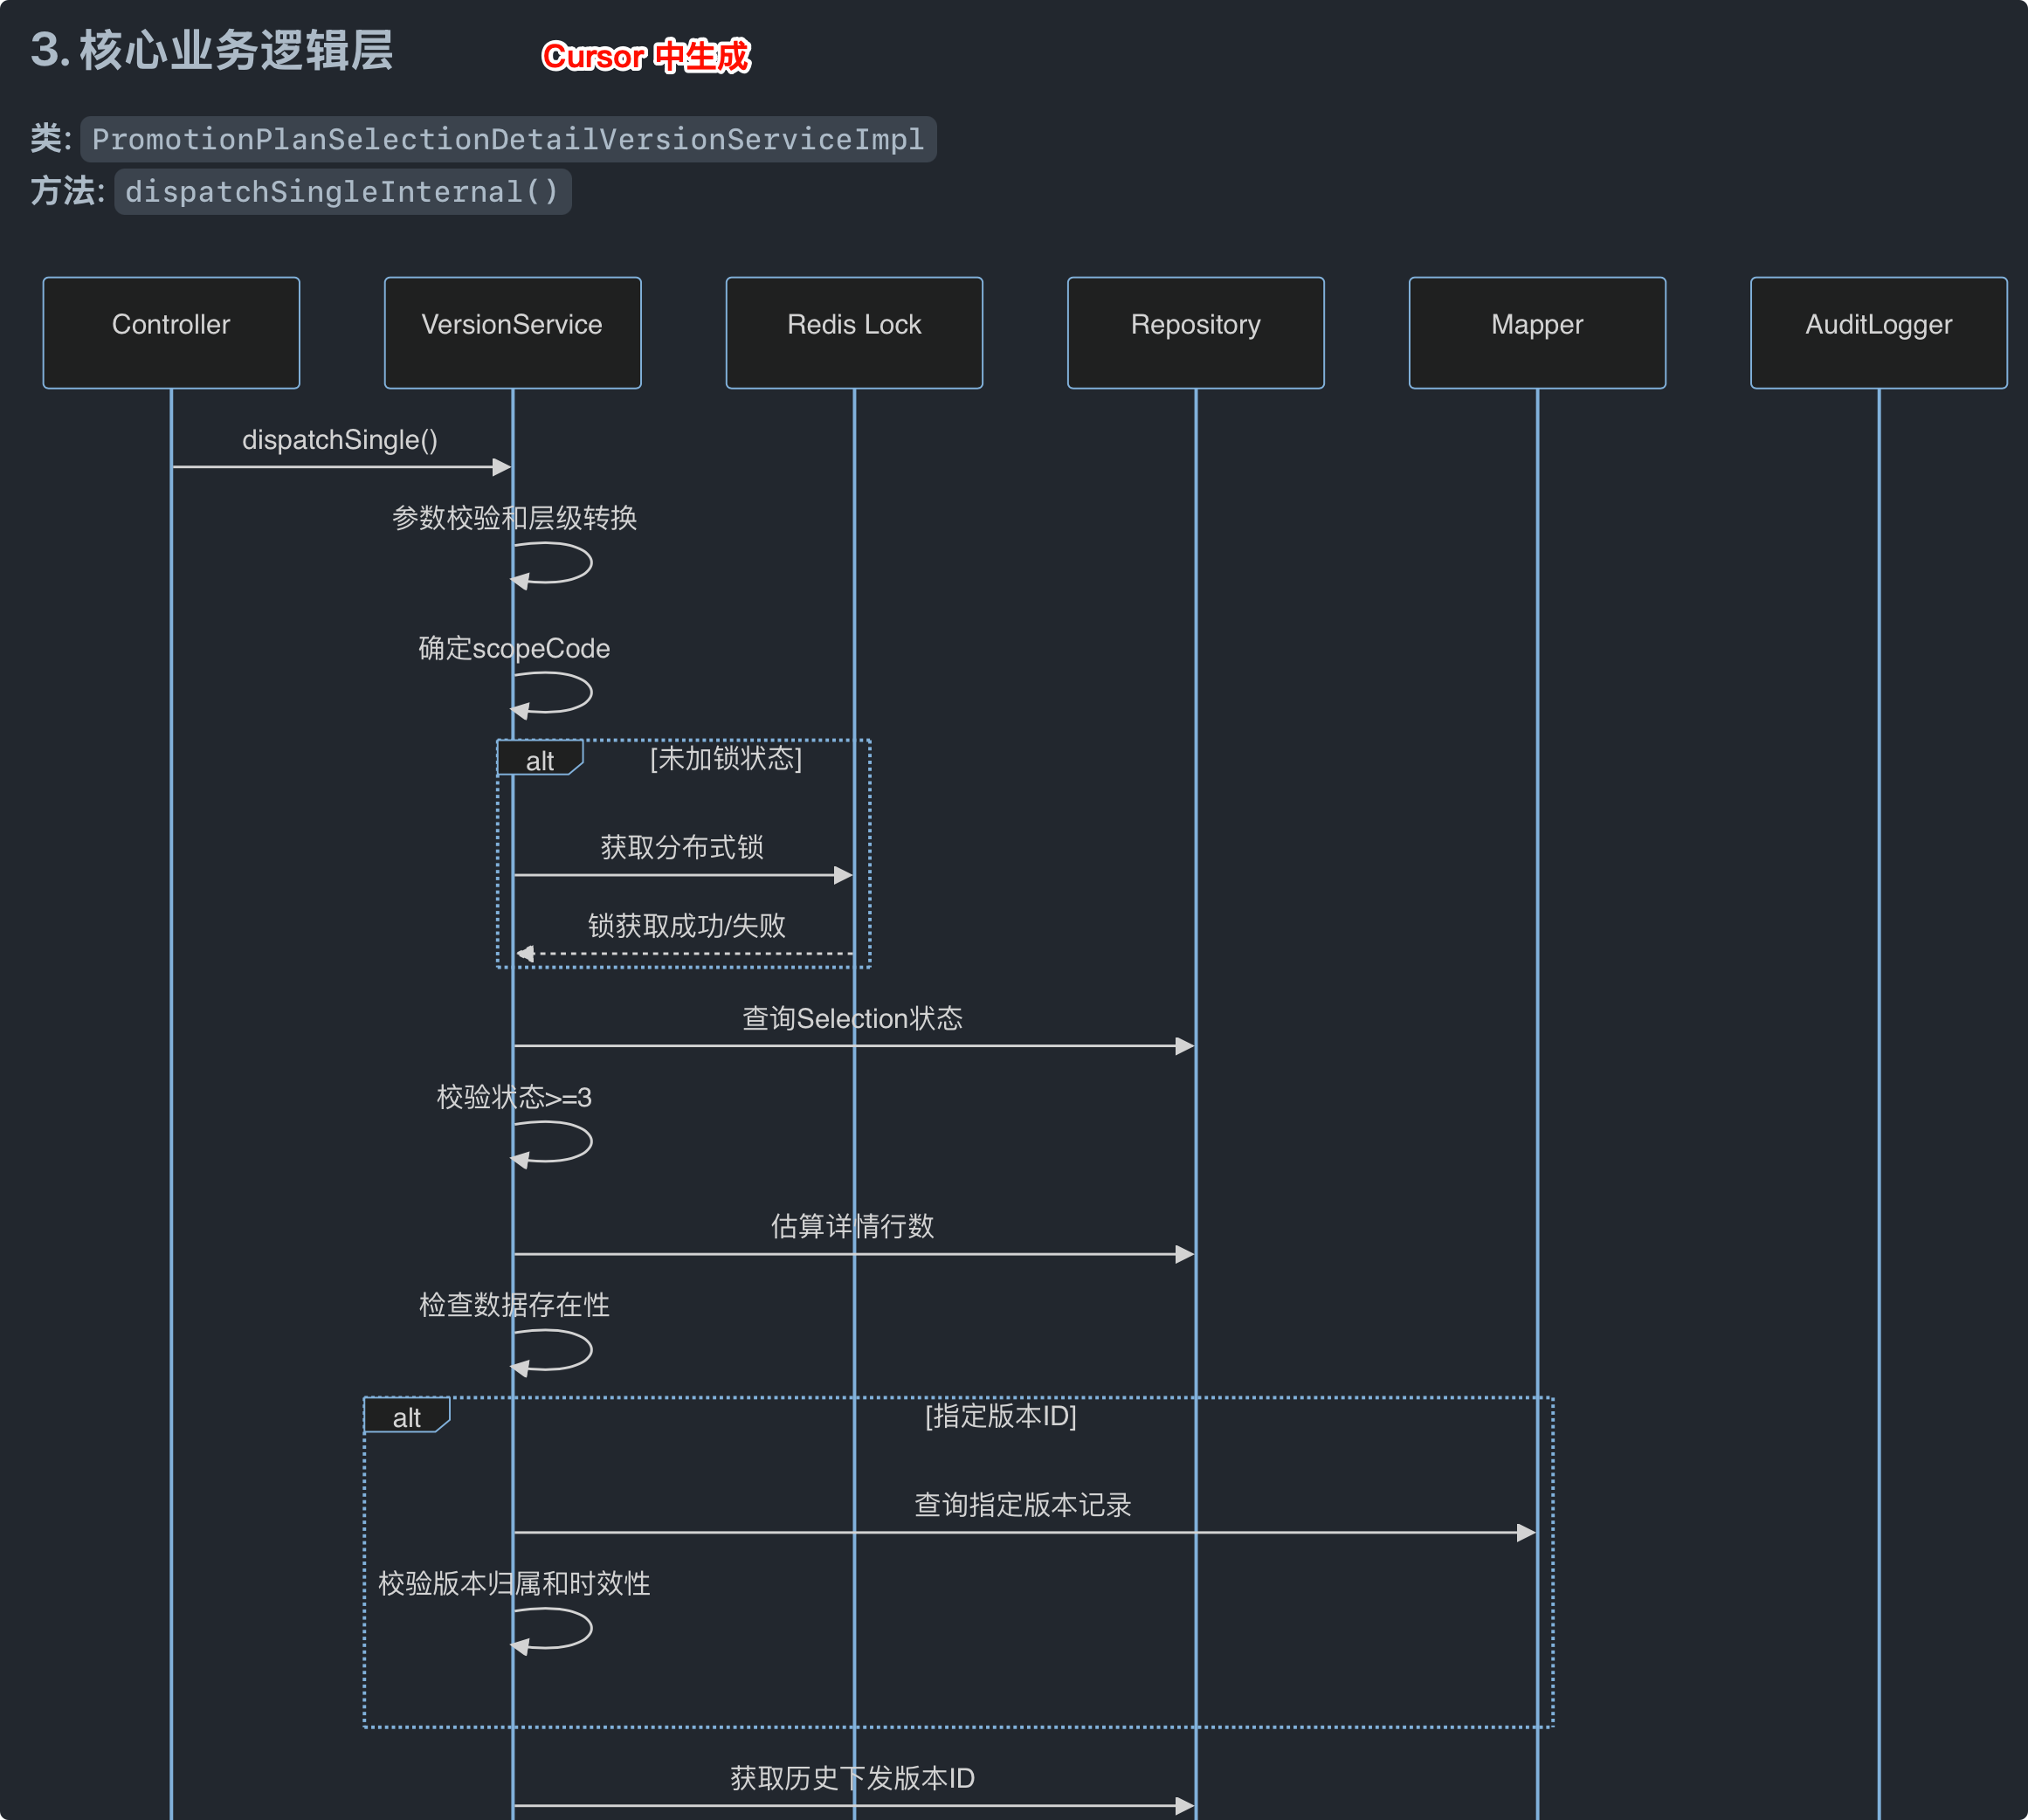 3. 核心业务逻辑层
Cursor 中生成
类: PromotionPlanSelectionDetailVersionServiceImpl
方法: dispatchSingleInternal()
Controller
VersionService
Redis Lock
Repository
Mapper
AuditLogger
dispatchSingle()
参数校验和层级转换
确定scopeCode
alt
[未加锁状态]
获取分布式锁
锁获取成功/失败
查询Selection状态
校验状态>=3
估算详情行数
检查数据存在性
alt
[指定版本ID]
查询指定版本记录
校验版本归属和时效性
获取历史下发版本ID